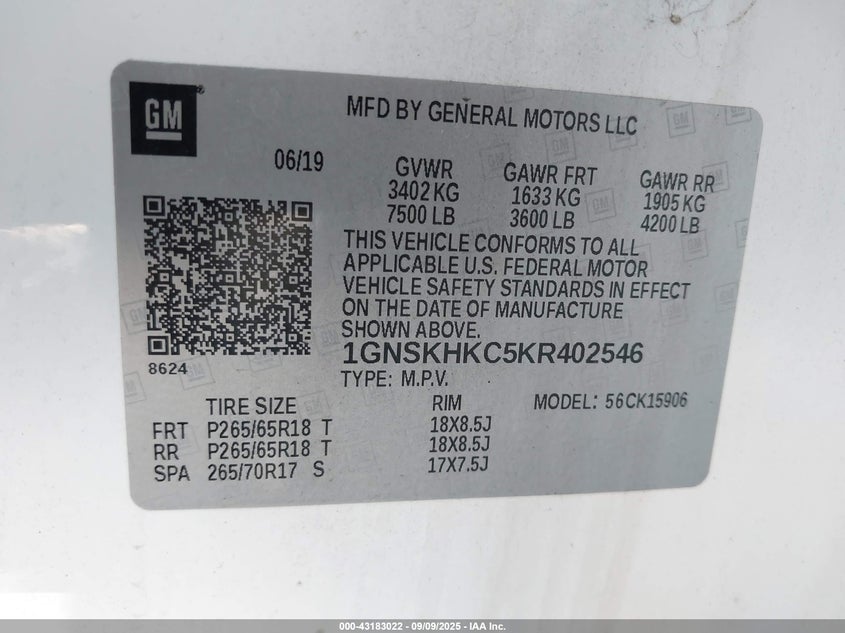 GM
MFD BY GENERAL MOTORS LLC
06/19
GVWR
3402 KG
7500 LB
GAWR FRT
1633 KG
3600 LB
GAWR RR
1905 KG
4200 LB
THIS VEHICLE CONFORMS TO ALL
APPLICABLE U.S. FEDERAL MOTOR
VEHICLE SAFETY STANDARDS IN EFFECT
ON THE DATE OF MANUFACTURE
SHOWN ABOVE.
8624
1GNSKHKC5KR402546
TYPE: M.P.V.
TIRE SIZE RIM MODEL: 56CK15906
FRT P265/65R18 T 18X8.5J
RR P265/65R18 T 18X8.5J
SPA 265/70R17 S 17X7.5J
000-43183022 - 09/09/2025 - IAA Inc.